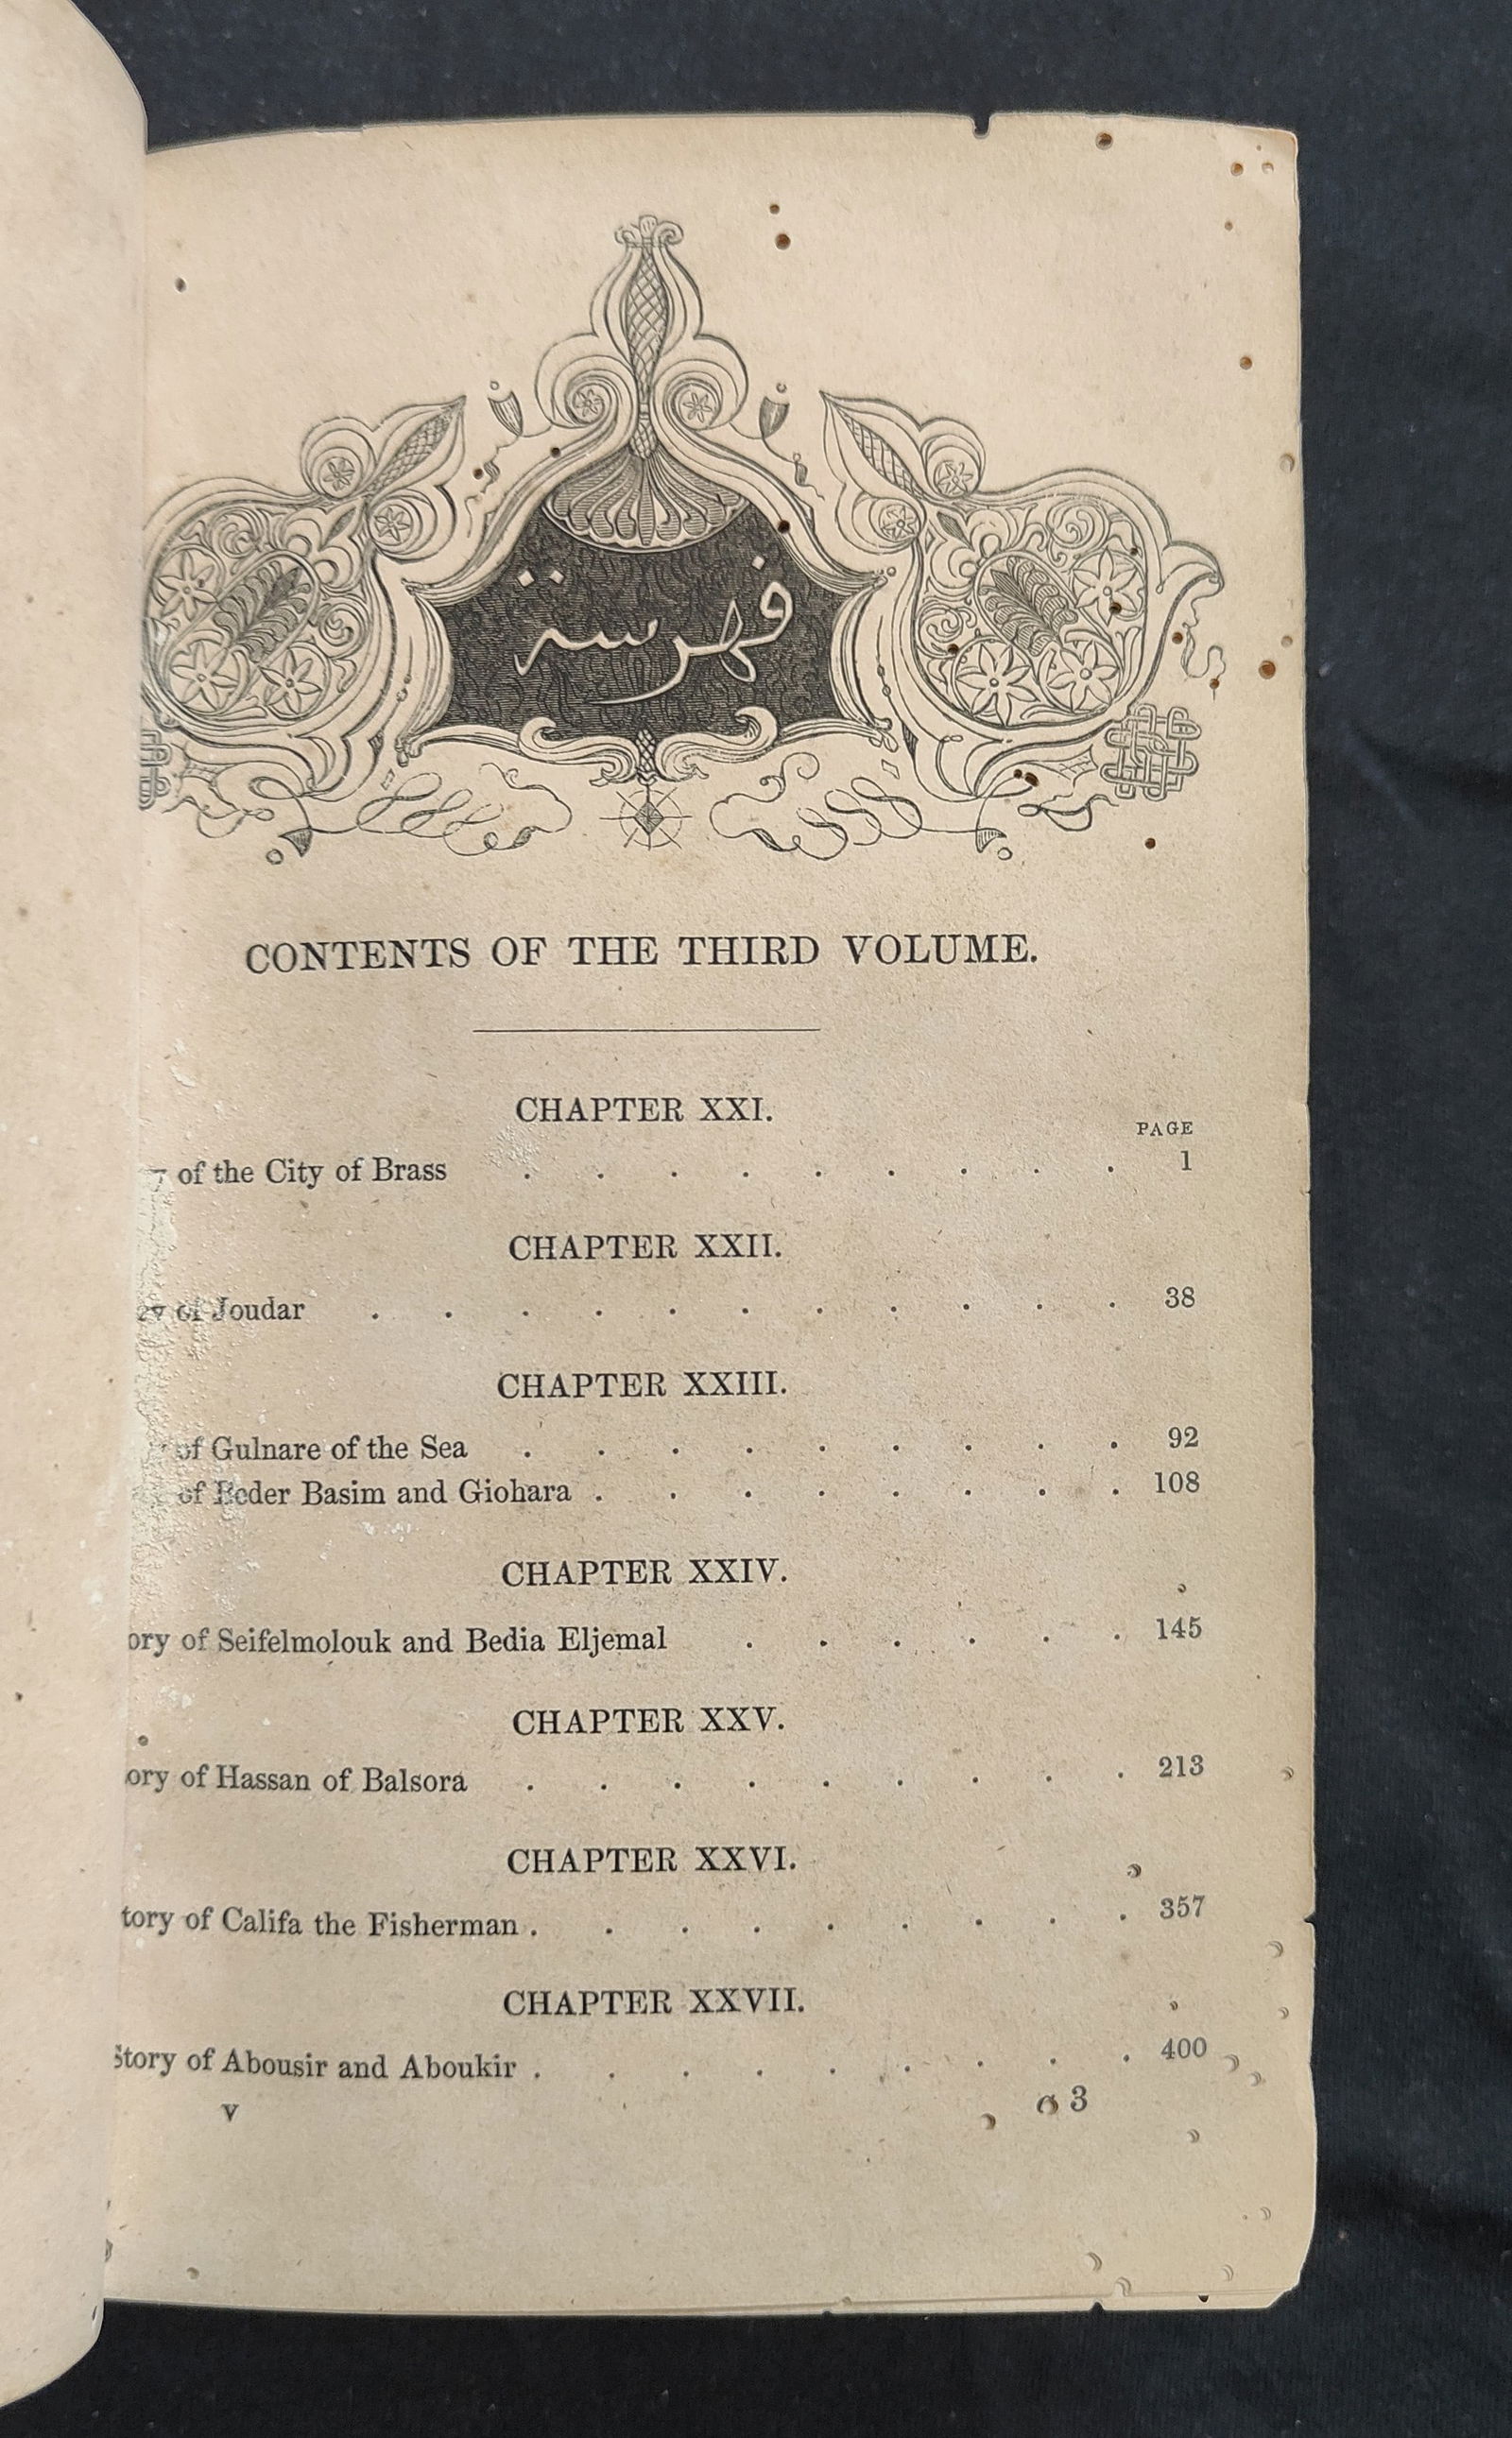 فهرسة
CONTENTS OF THE THIRD VOLUME.
CHAPTER XXI.
PAGE
of the City of Brass . . . . . . . . . 1
CHAPTER XXII.
of Joudar . . . . . . . . . . . 38
CHAPTER XXIII.
of Gulnare of the Sea . . . . . . . . . 92
of Beder Basim and Giohara . . . . . . . . 108
CHAPTER XXIV.
ory of Seifelmolouk and Bedia Eljemal . . . . . . 145
CHAPTER XXV.
ory of Hassan of Balsora . . . . . . . . . 213
CHAPTER XXVI.
tory of Califa the Fisherman . . . . . . . . . 357
CHAPTER XXVII.
Story of Abousir and Aboukir . . . . . . . . . 400
v a 3